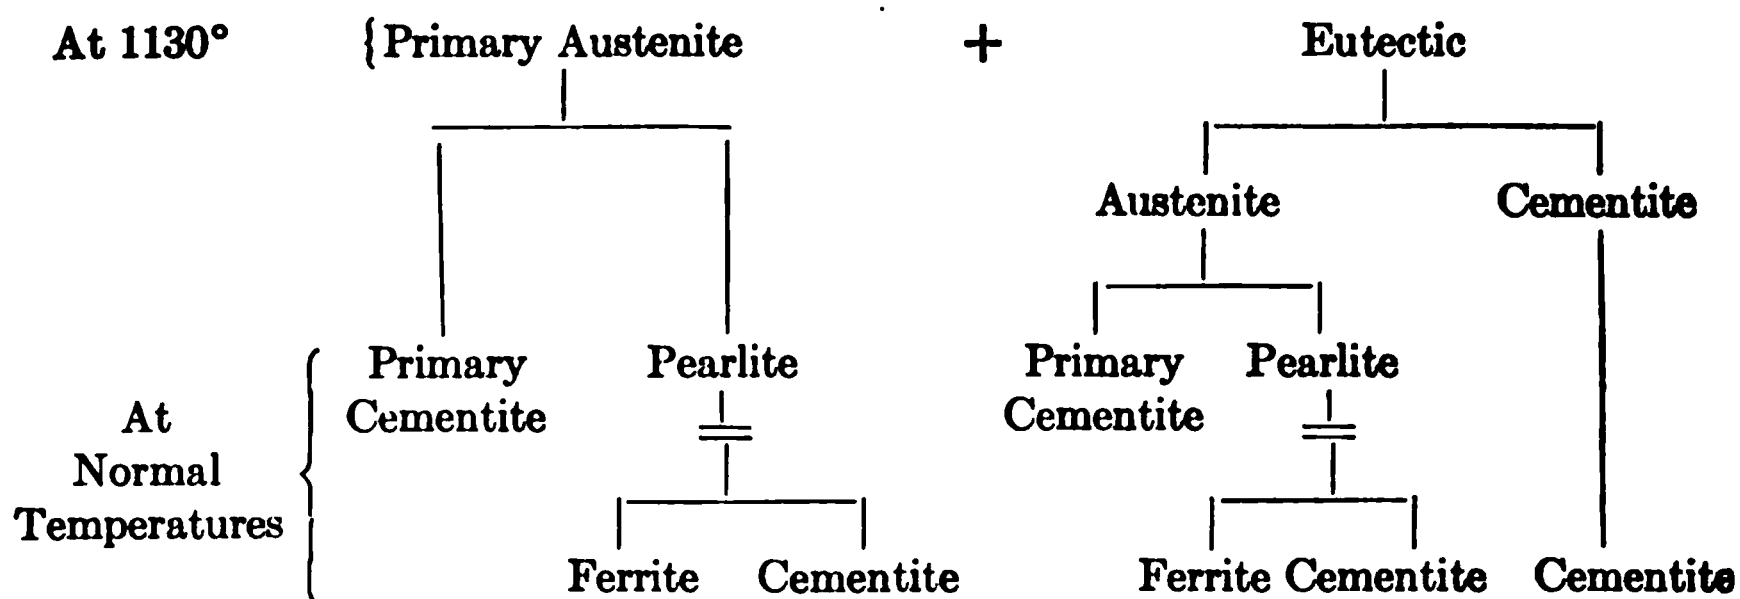 At 1130° {Primary Austenite + Eutectic
Austenite Cementite
Primary Pearlite Primary Pearlite
Cementite Cementite
At
Normal
Temperatures
Ferrite Cementite Ferrite Cementite Cementite